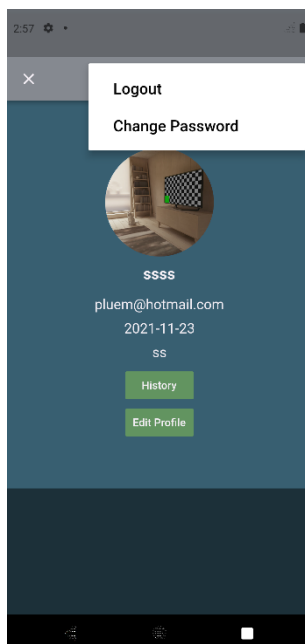 2:57
Logout
Change Password
ssss
pluem@hotmail.com
2021-11-23
ss
History
Edit Profile